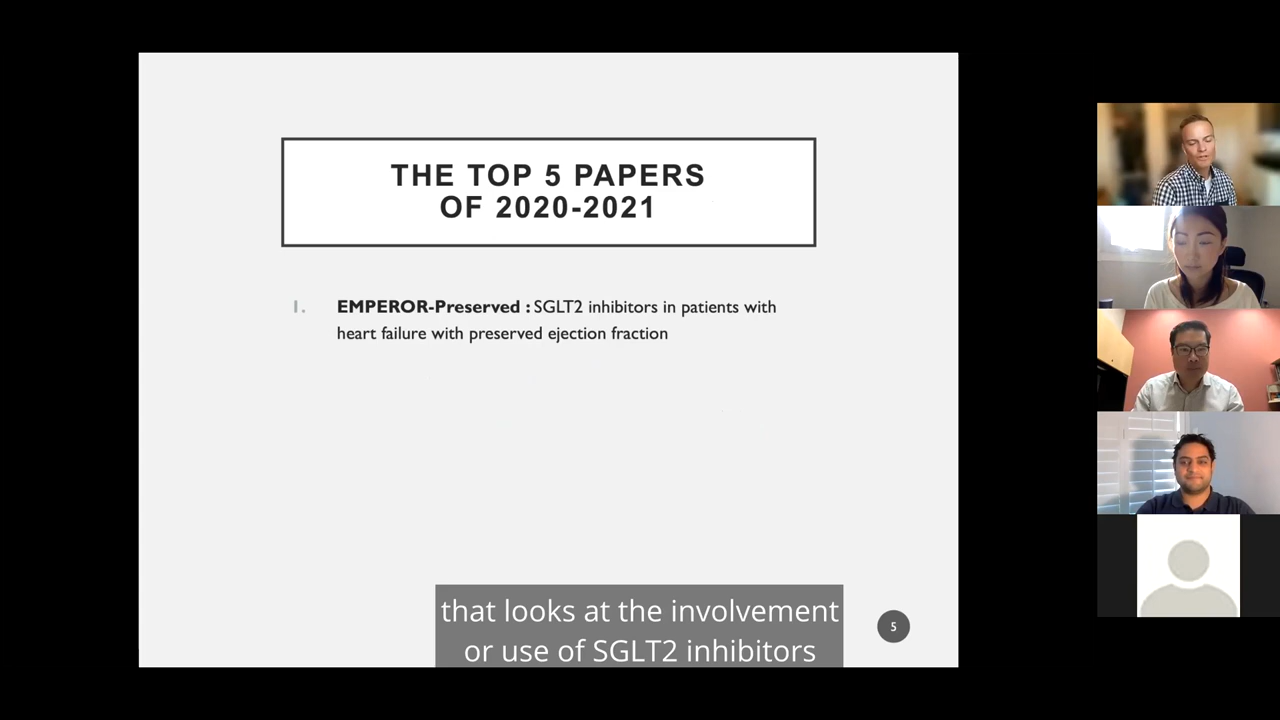 THE TOP 5 PAPERS
OF 2020-2021
1. EMPEROR-Preserved : SGLT2 inhibitors in patients with
heart failure with preserved ejection fraction
that looks at the involvement
or use of SGLT2 inhibitors
5